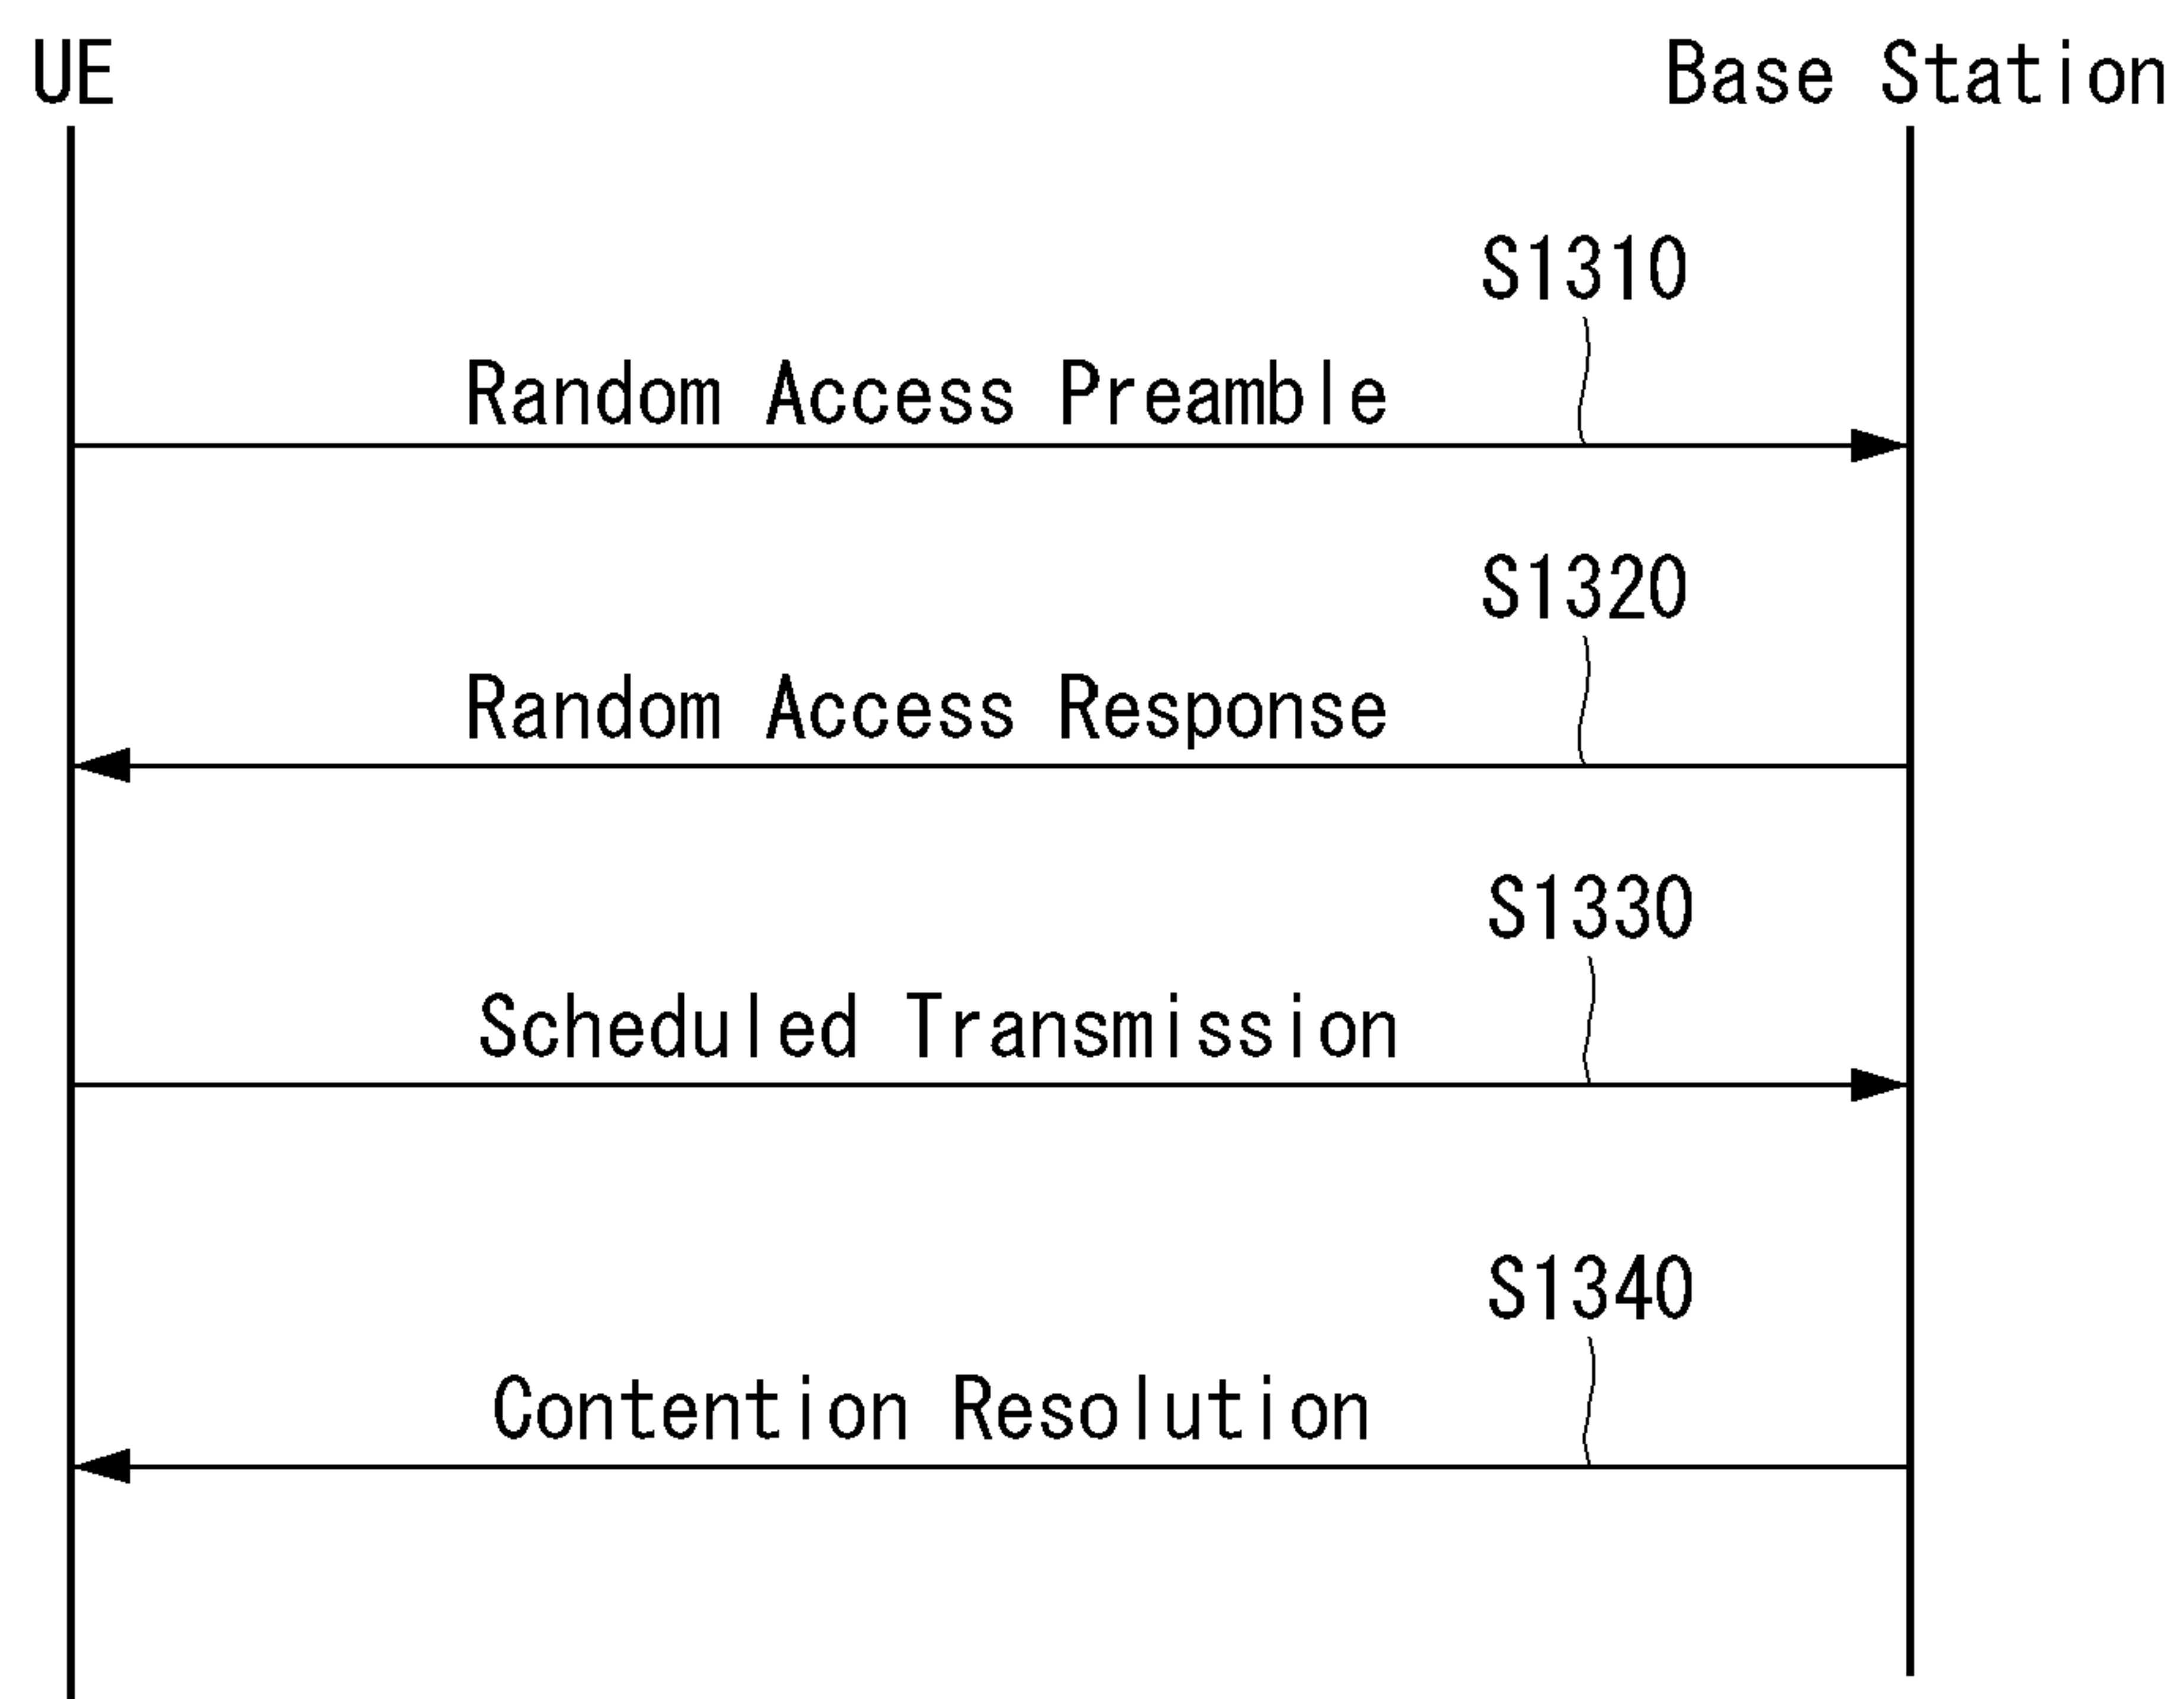 UE Base Station
S1310
Random Access Preamble
S1320
Random Access Response
S1330
Scheduled Transmission
S1340
Contention Resolution